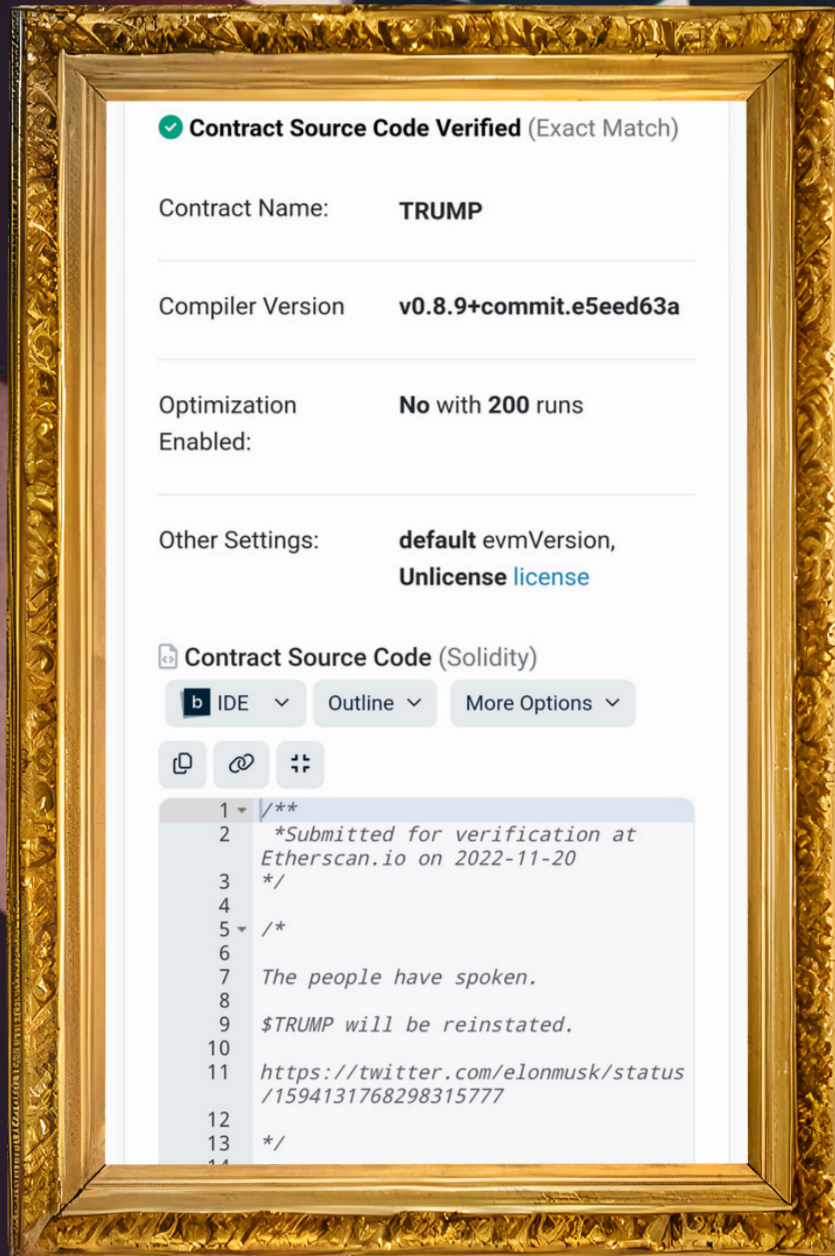 Contract Source Code Verified (Exact Match)
Contract Name: TRUMP
Compiler Version v0.8.9+commit.e5eed63a
Optimization Enabled: No with 200 runs
Other Settings: default evmVersion,
Unlicense license
Contract Source Code (Solidity)
b IDE Outline More Options
1 /**
2 *Submitted for verification at
Etherscan.io on 2022-11-20
3 */
4
5 /*
6
7 The people have spoken.
8
9 $TRUMP will be reinstated.
10
11 https://twitter.com/elonmusk/status
/1594131768298315777
12
13 */